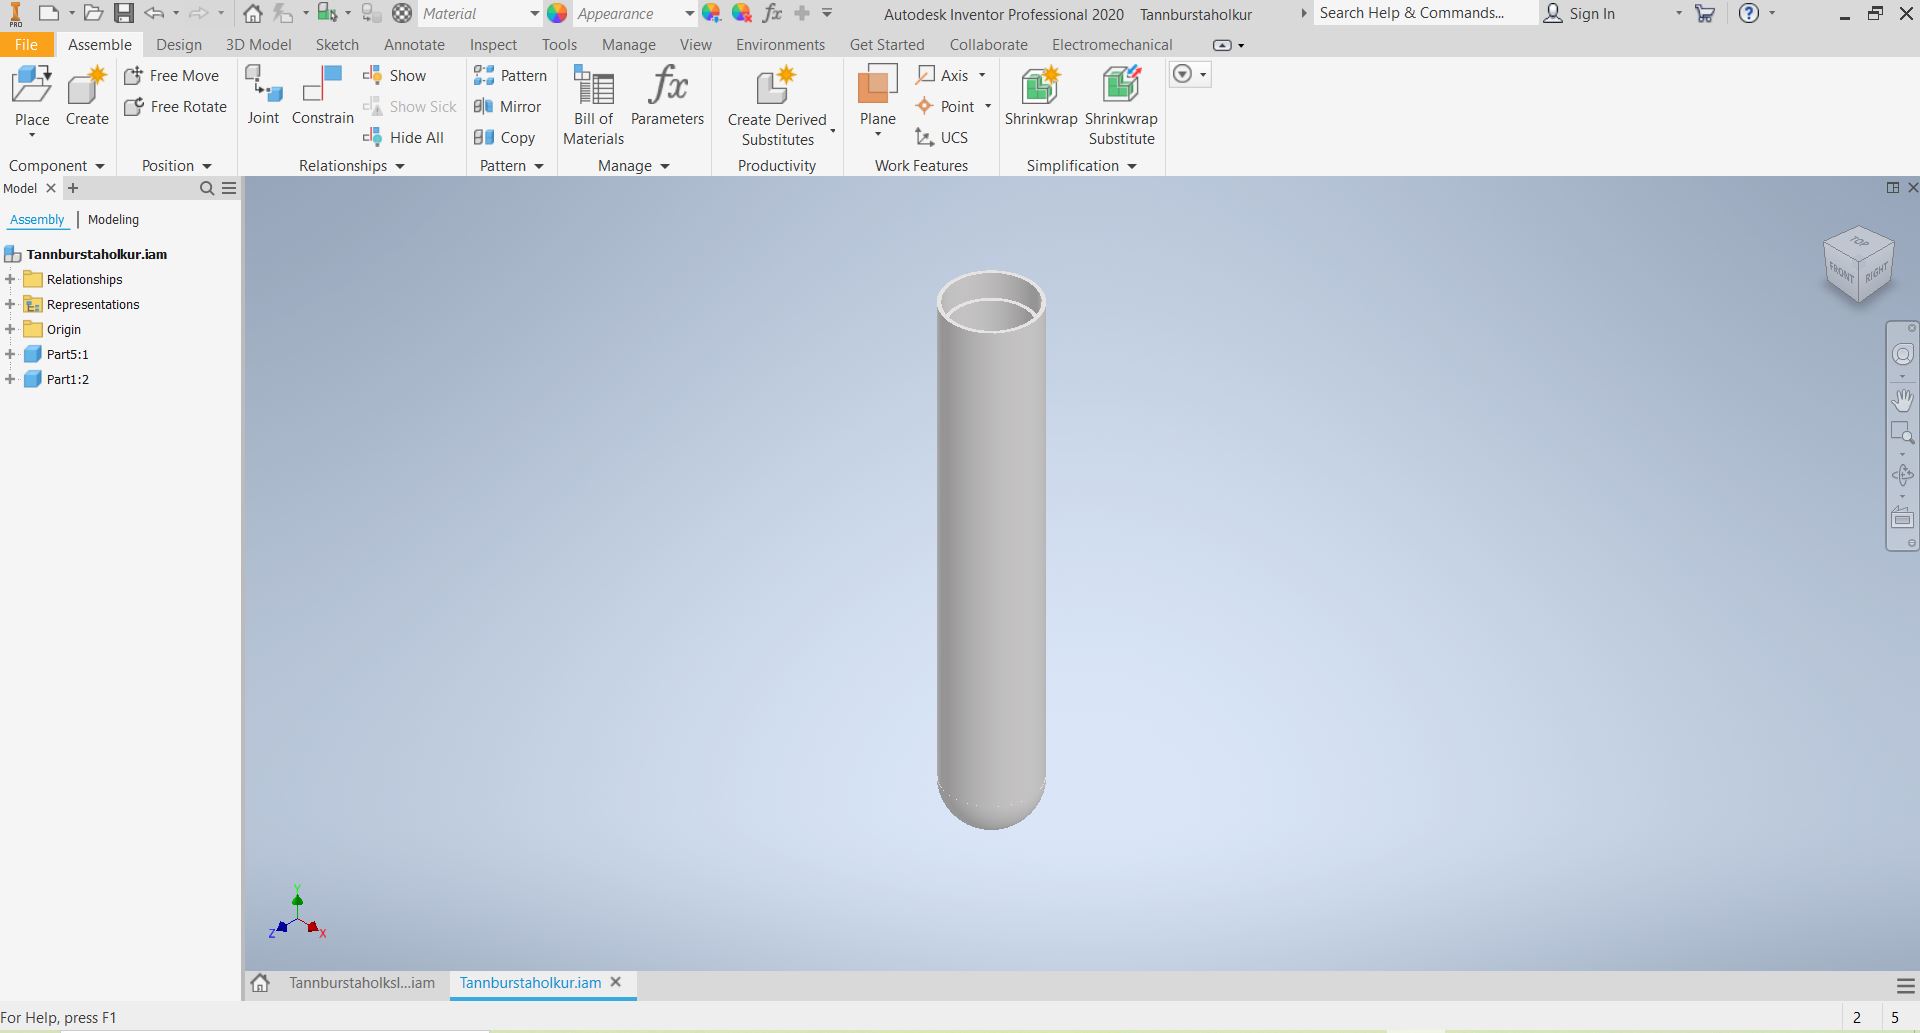 PRO
Material
Appearance
Autodesk Inventor Professional 2020 Tannburstaholkur
Search Help & Commands...
Sign In
File
Assemble
Design
3D Model
Sketch
Annotate
Inspect
Tools
Manage
View
Environments
Get Started
Collaborate
Electromechanical
Place
Create
Component
Free Move
Free Rotate
Position
Joint
Constrain
Show
Show Sick
Hide All
Relationships
Pattern
Mirror
Copy
Pattern
Bill of
Materials
fx
Parameters
Manage
Create Derived
Substitutes
Productivity
Plane
Axis
Point
UCS
Work Features
Shrinkwrap
Shrinkwrap
Substitute
Simplification
Model
Assembly | Modeling
Tannburstaholkur.iam
Relationships
Representations
Origin
Part5:1
Part1:2
TOP
FRONT
RIGHT
Y
Z
X
Tannburstaholksl...iam
Tannburstaholkur.iam
For Help, press F1
2
5